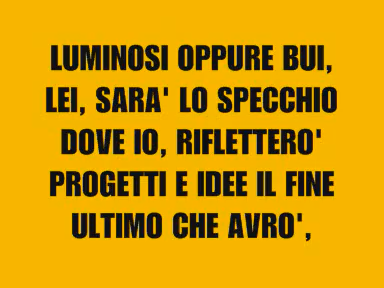 LUMINOSI OPPURE BUI,
LEI, SARA' LO SPECCHIO
DOVE IO, RIFLETTERO'
PROGETTI E IDEE IL FINE
ULTIMO CHE AVRO',